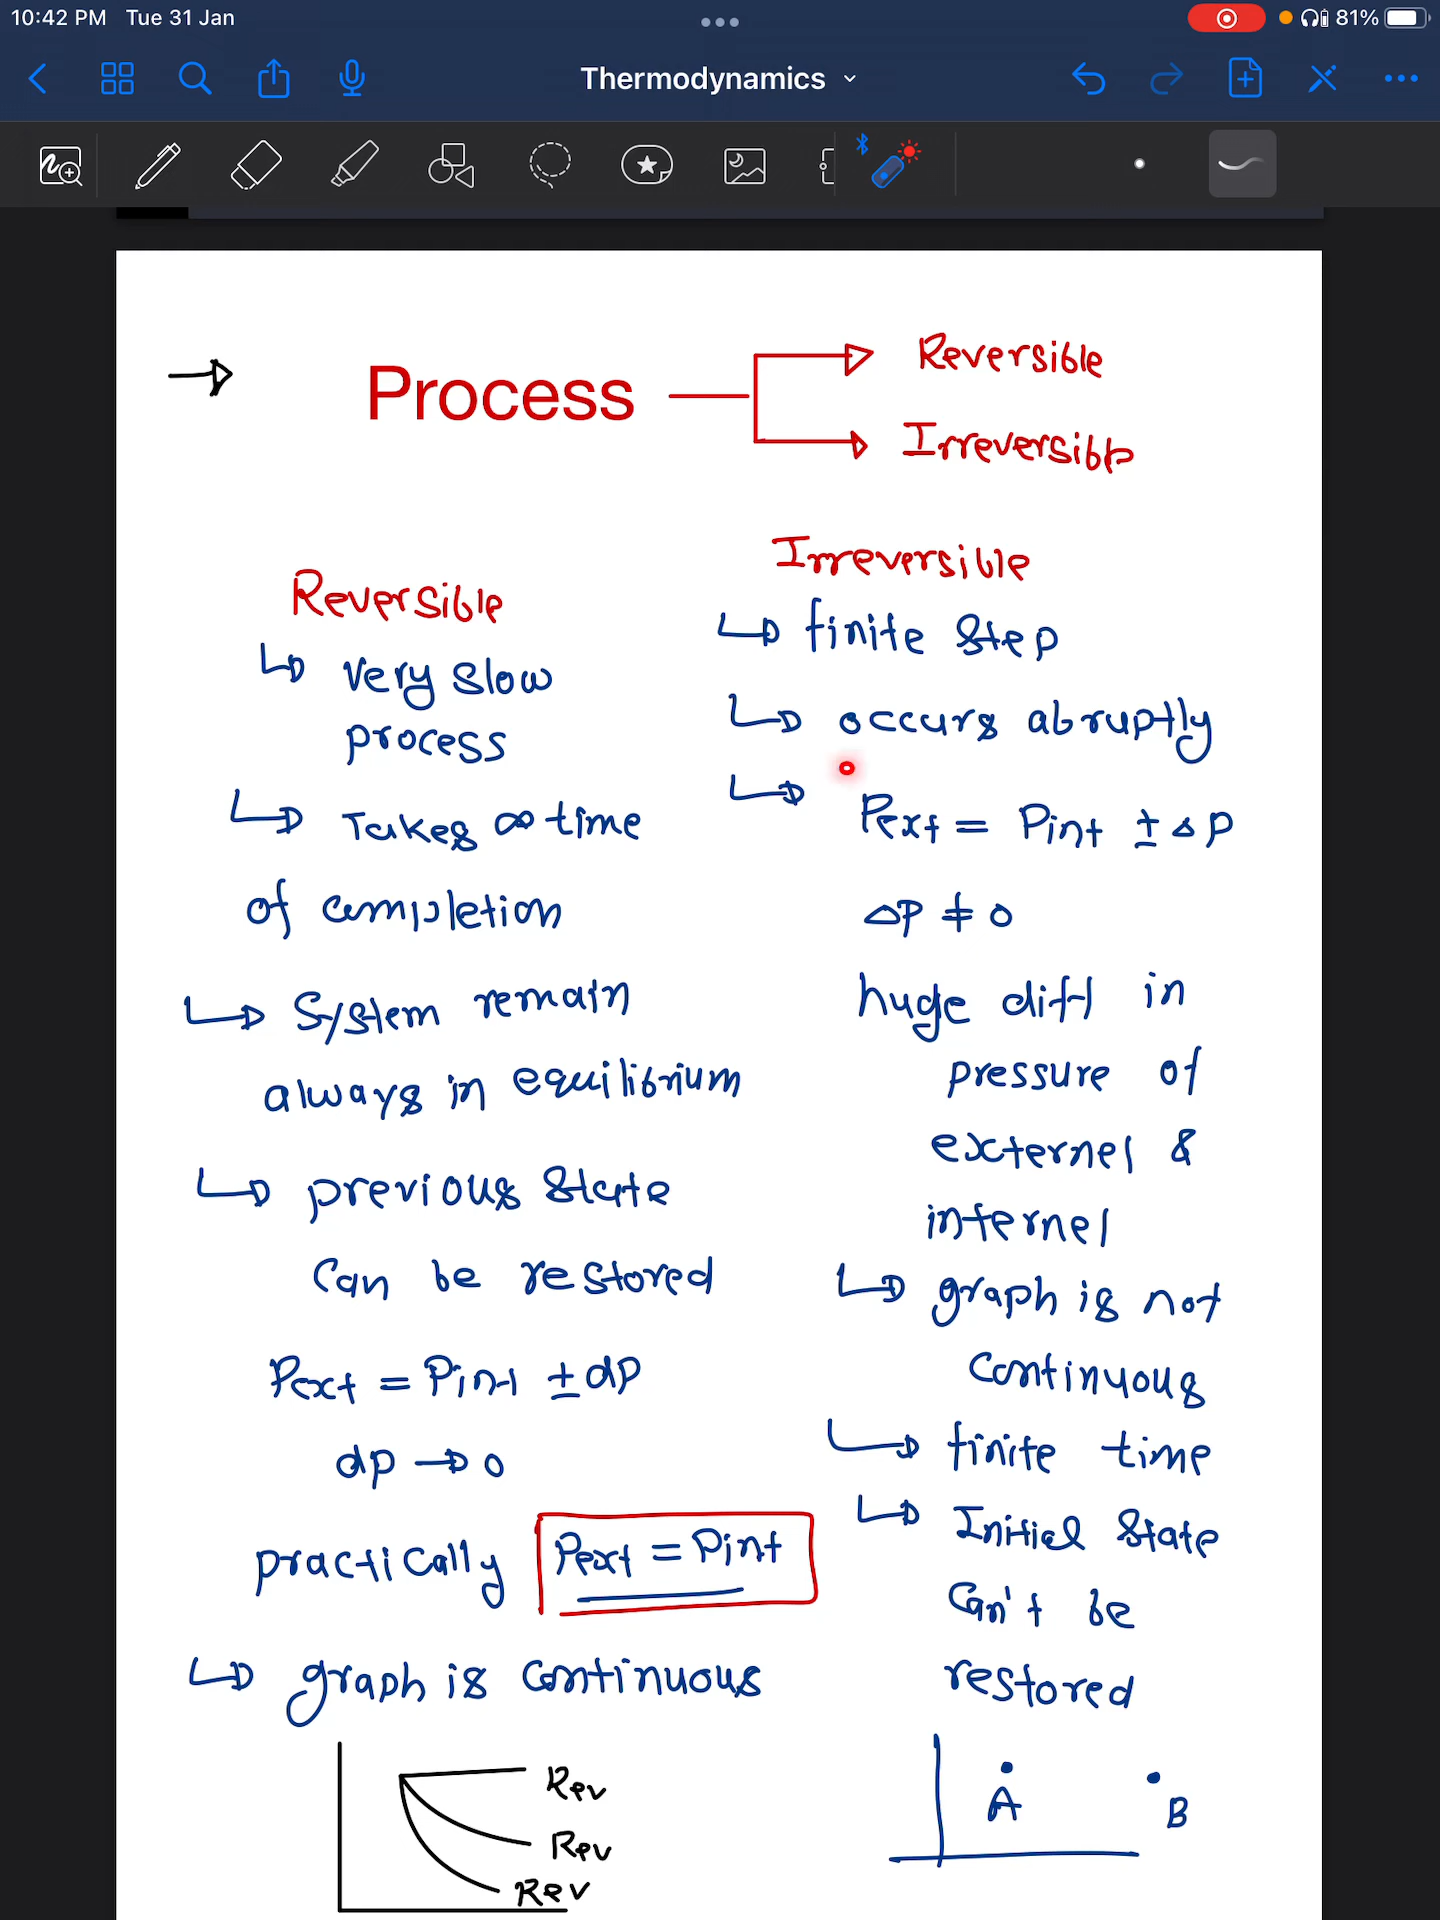 10:42 PM Tue 31 Jan
81%
Thermodynamics
Process
Reversible
Irreversible
Reversible
very slow
process
Takes ∞ time
of completion
System remain
always in equilibrium
previous state
can be restored
Pext = Pint ± dp
dp → 0
practically Pext = Pint
graph is continuous
Rev
Rev
Rev
Irreversible
finite step
occurs abruptly
Pext = Pint ± ΔP
ΔP ≠ 0
huge diff in
pressure of
externel &
internel
graph is not
continuous
finite time
Initial state
can't be
restored
A
B